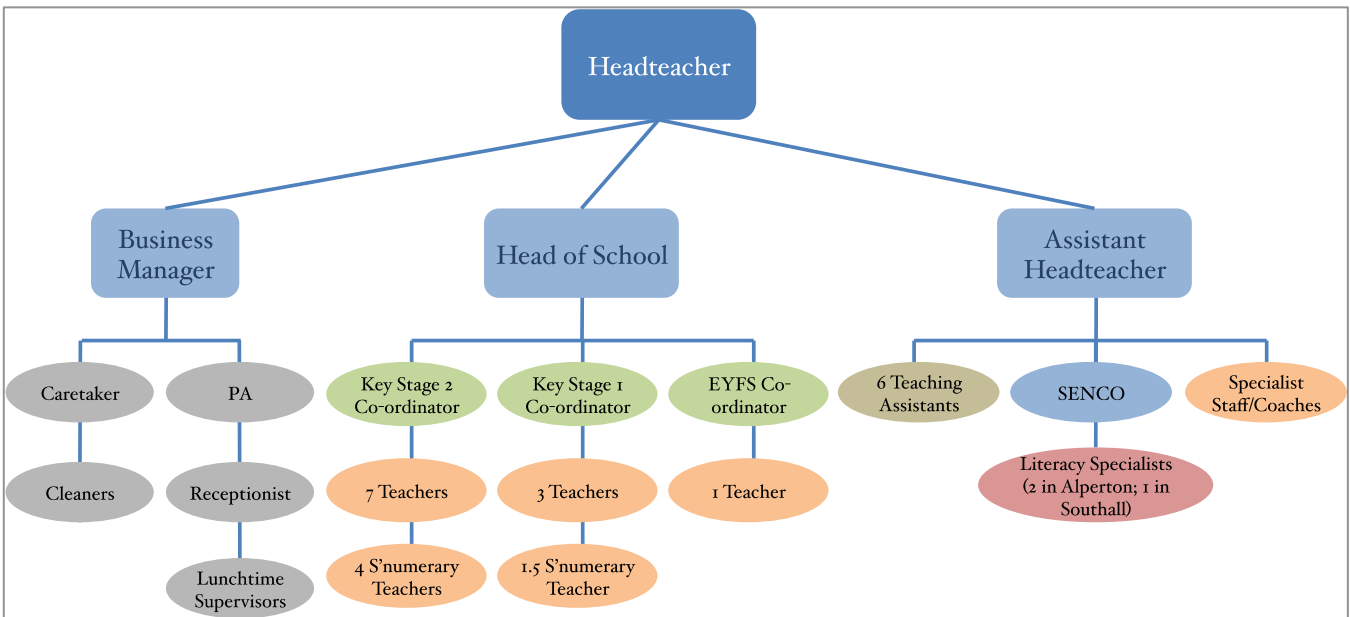 Headteacher
Business
Manager
Head of School
Assistant
Headteacher
Caretaker
PA
Key Stage 2
Co-ordinator
Key Stage 1
Co-ordinator
EYFS Co-
ordinator
6 Teaching
Assistants
SENCO
Specialist
Staff/Coaches
Cleaners
Receptionist
7 Teachers
3 Teachers
1 Teacher
Literacy Specialists
(2 in Alperton; 1 in
Southall)
Lunchtime
Supervisors
4 S’numerary
Teachers
1.5 S’numerary
Teacher